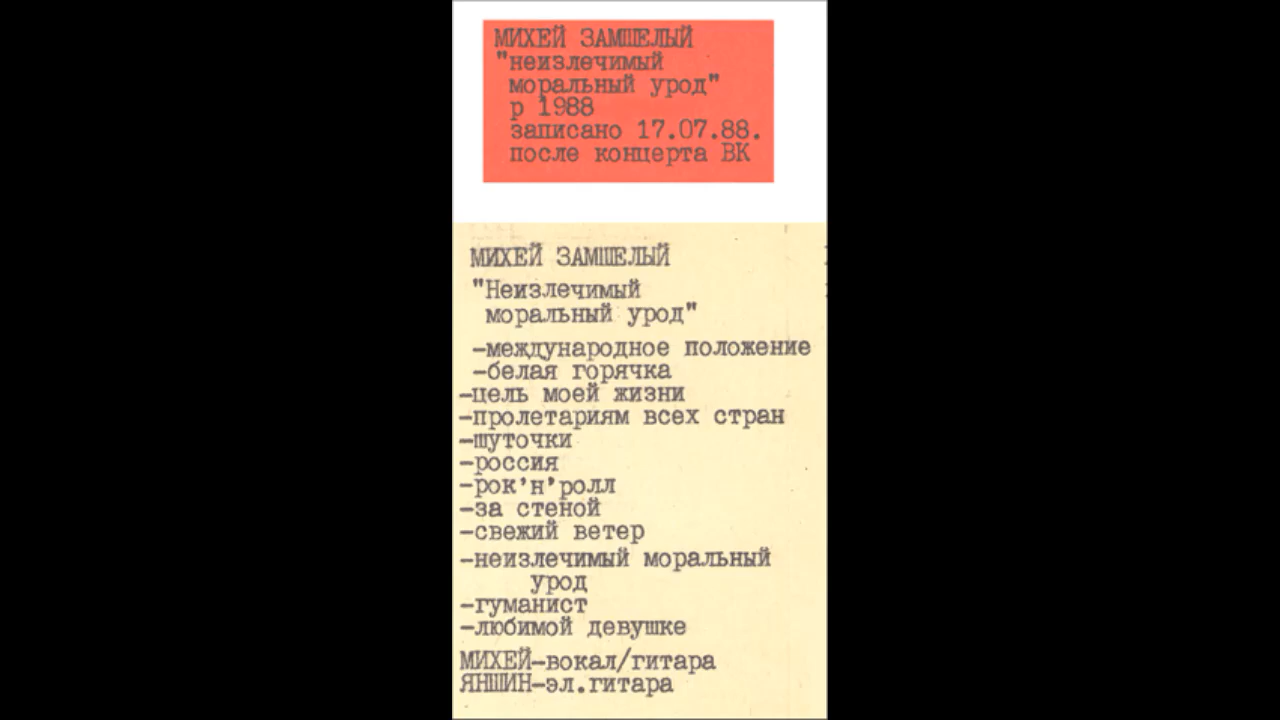 МИХЕЙ ЗАМШЕЛЫЙ
"неизлечимый
моральный урод"
р 1988
записано 17.07.88.
после концерта ВК
МИХЕЙ ЗАМШЕЛЫЙ
"Неизлечимый
моральный урод"
-международное положение
-белая горячка
-цель моей жизни
-пролетариям всех стран
-шуточки
-россия
-рок'н'ролл
-за стеной
-свежий ветер
-неизлечимый моральный
урод
-гуманист
-любимой девушке
МИХЕЙ-вокал/гитара
ЯНШИН-эл.гитара